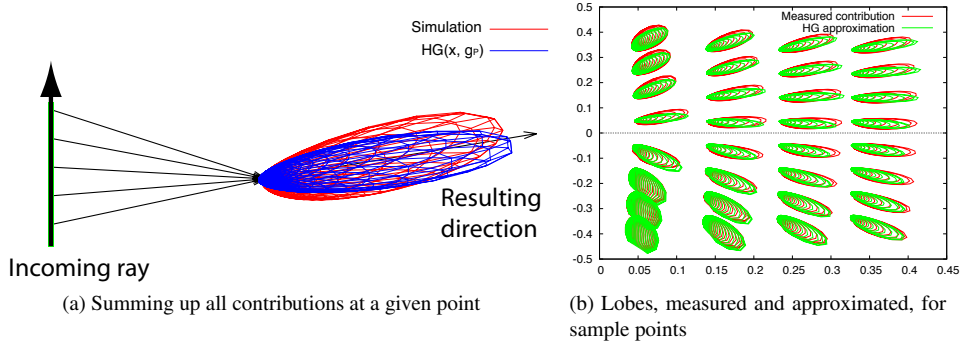 Simulation
HG(x, gP)
Resulting
direction
Incoming ray
(a) Summing up all contributions at a given point
Measured contribution
HG approximation
0.5
0.4
0.3
0.2
0.1
0
-0.1
-0.2
-0.3
-0.4
-0.5
0 0.05 0.1 0.15 0.2 0.25 0.3 0.35 0.4 0.45
(b) Lobes, measured and approximated, for
sample points